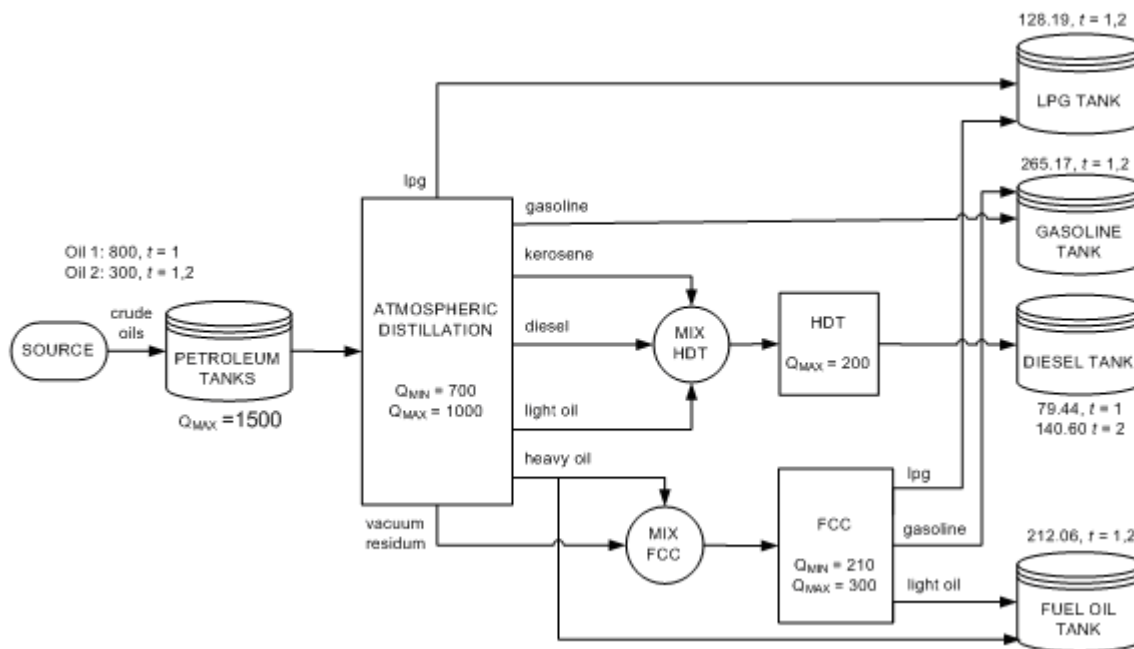 128.19, t = 1,2
LPG TANK
lpg
265.17, t = 1,2
gasoline
GASOLINE
TANK
kerosene
Oil 1: 800, t = 1
Oil 2: 300, t = 1,2
crude
oils
SOURCE
PETROLEUM
TANKS
QMAX =1500
ATMOSPHERIC
DISTILLATION
QMIN = 700
QMAX = 1000
diesel
MIX
HDT
HDT
QMAX = 200
DIESEL TANK
79.44, t = 1
140.60 t = 2
light oil
heavy oil
lpg
vacuum
residum
MIX
FCC
FCC
QMIN = 210
QMAX = 300
gasoline
212.06, t = 1,2
light oil
FUEL OIL
TANK